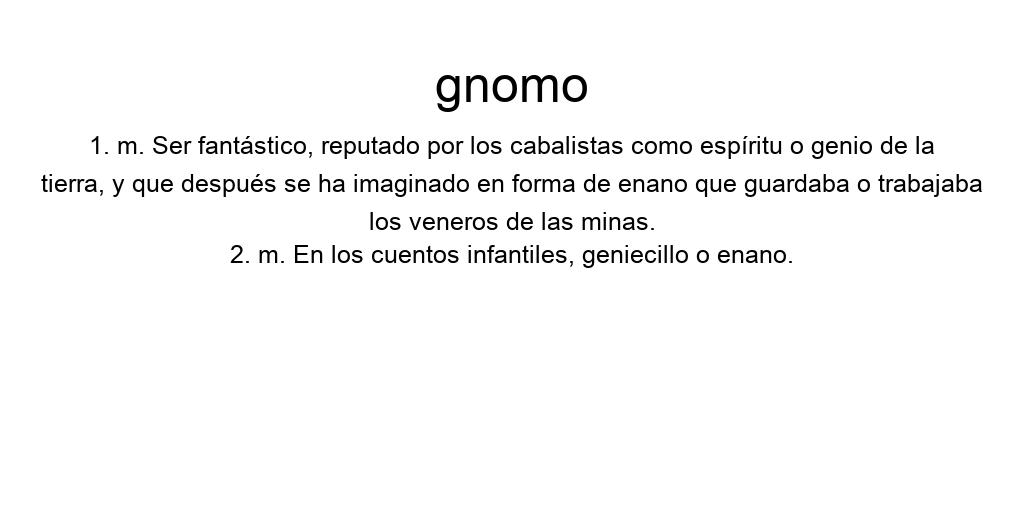 gnomo
1. m. Ser fantástico, reputado por los cabalistas como espíritu o genio de la
tierra, y que después se ha imaginado en forma de enano que guardaba o trabajaba
los veneros de las minas.
2. m. En los cuentos infantiles, geniecillo o enano.